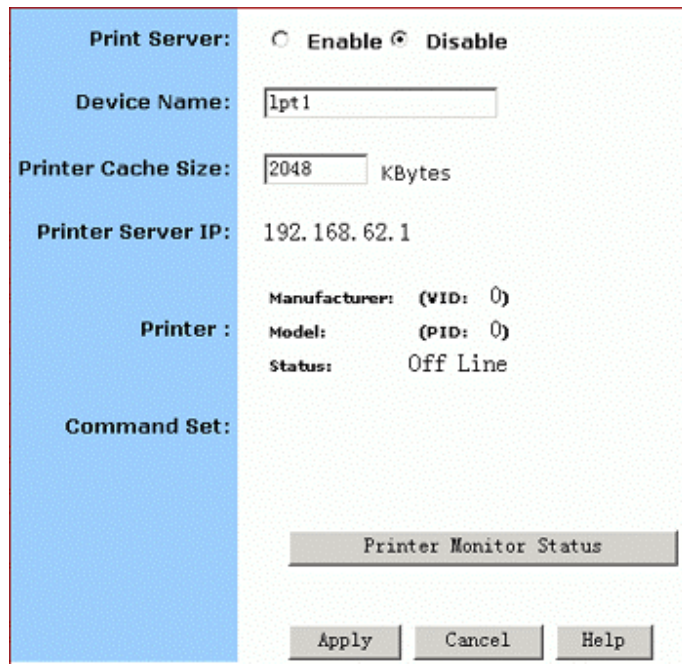 Print Server: Enable Disable
Device Name: lpt1
Printer Cache Size: 2048 KBytes
Printer Server IP: 192.168.62.1
Manufacturer: (VID: 0)
Printer : Model: (PID: 0)
Status: Off Line
Command Set:
Printer Monitor Status
Apply Cancel Help